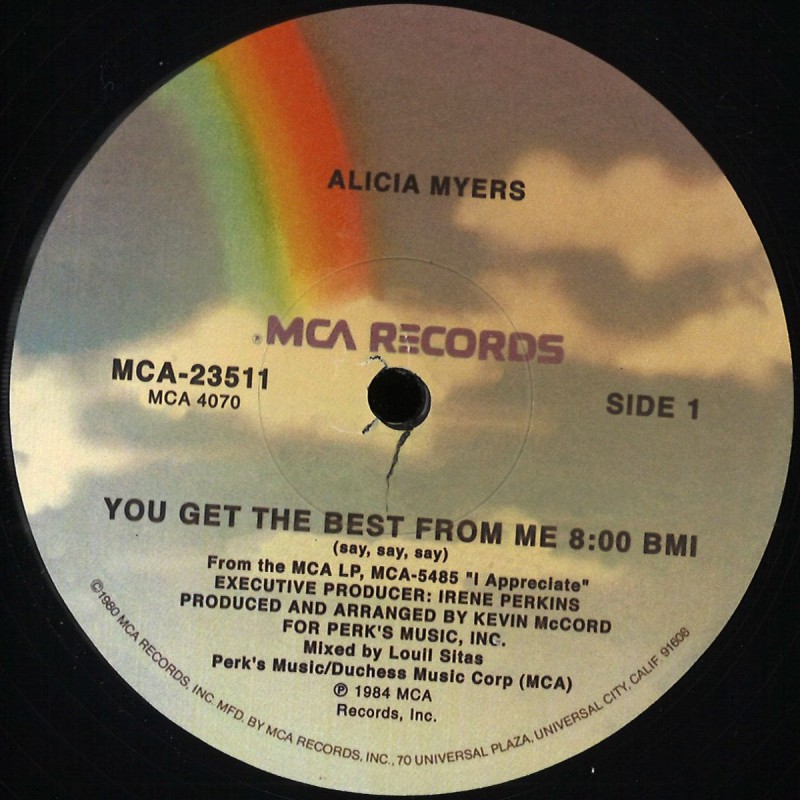 ALICIA MYERS
®MCA RECORDS
MCA-23511
MCA 4070
SIDE 1
YOU GET THE BEST FROM ME 8:00 BMI
(say, say, say)
From the MCA LP, MCA-5485 "I Appreciate"
EXECUTIVE PRODUCER: IRENE PERKINS
PRODUCED AND ARRANGED BY KEVIN McCORD
FOR PERK'S MUSIC, INC.
Mixed by Louil Sitas
Perk's Music/Duchess Music Corp (MCA)
℗ 1984 MCA
Records, Inc.
©1980 MCA RECORDS, INC. MFD. BY MCA RECORDS, INC., 70 UNIVERSAL PLAZA, UNIVERSAL CITY, CALIF. 91608